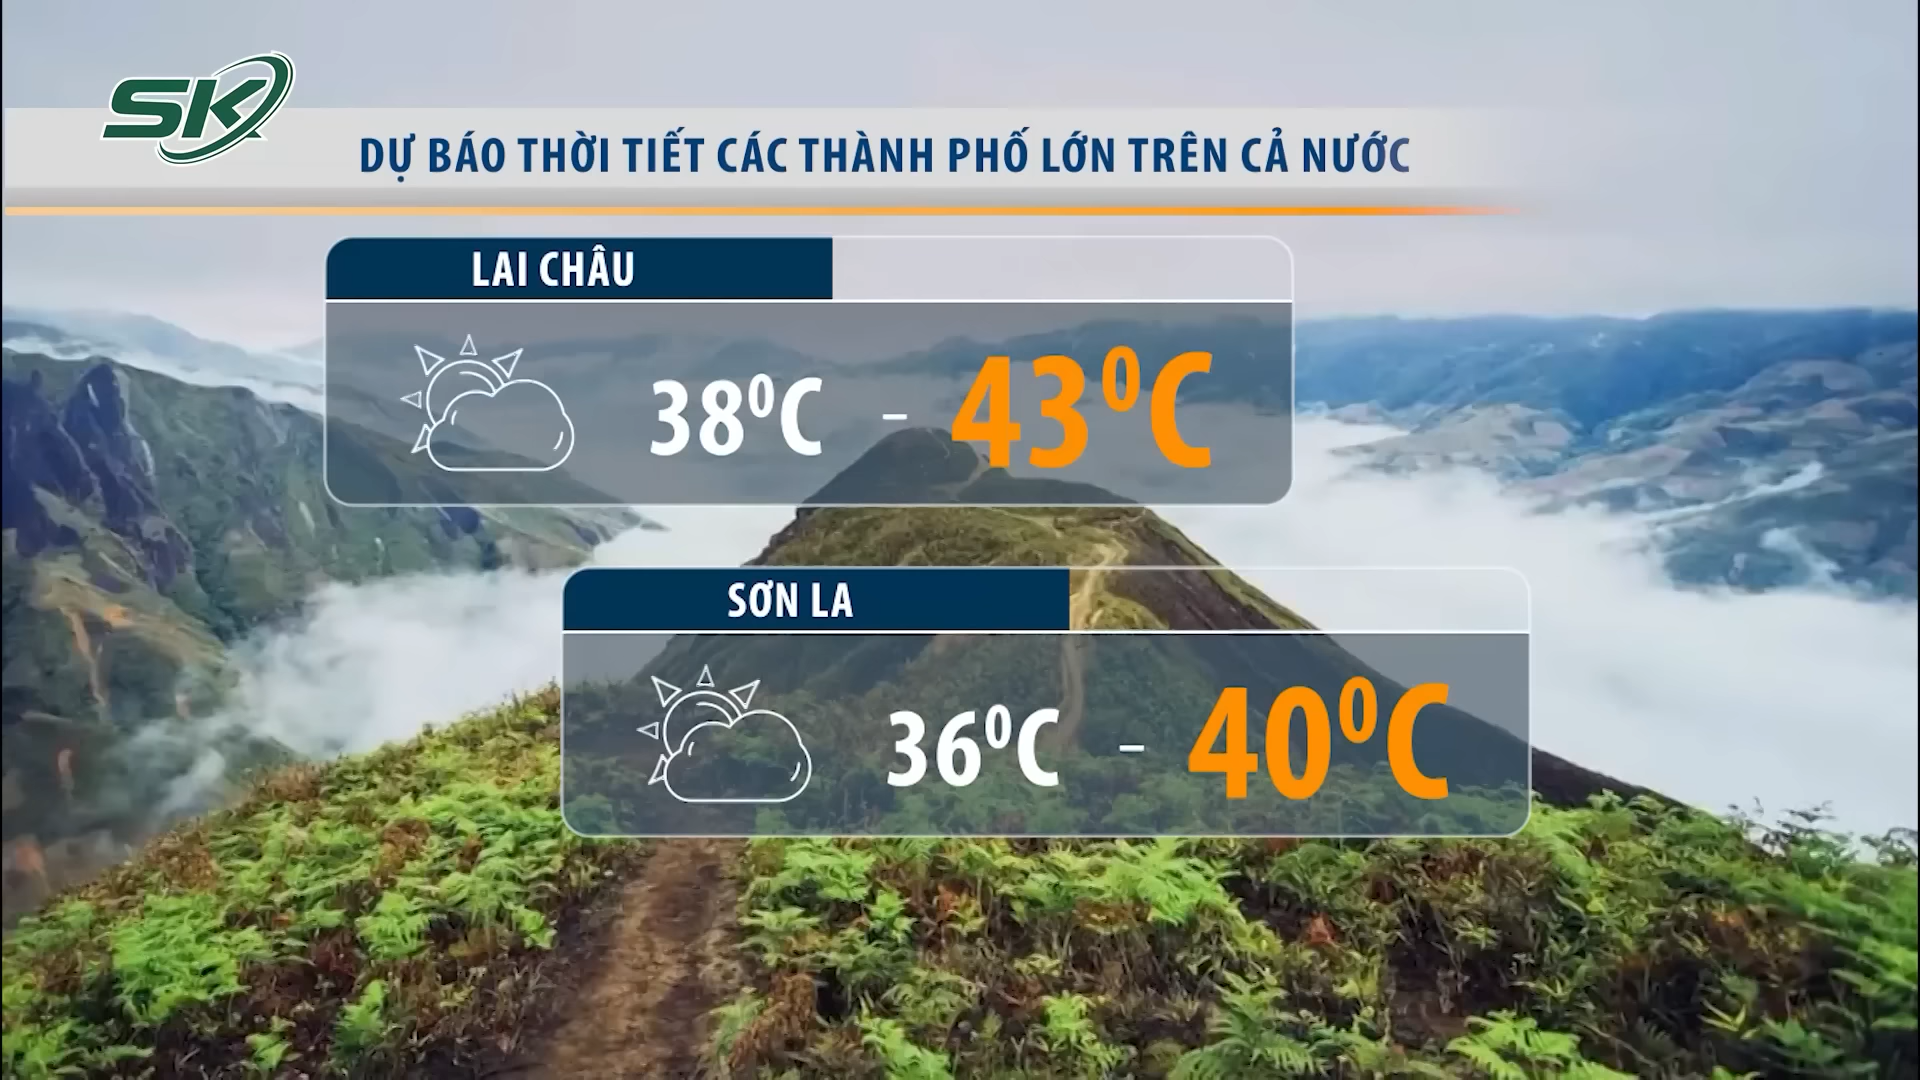 SK
DỰ BÁO THỜI TIẾT CÁC THÀNH PHỐ LỚN TRÊN CẢ NƯỚC
LAI CHÂU
38⁰C - 43⁰C
SƠN LA
36⁰C - 40⁰C